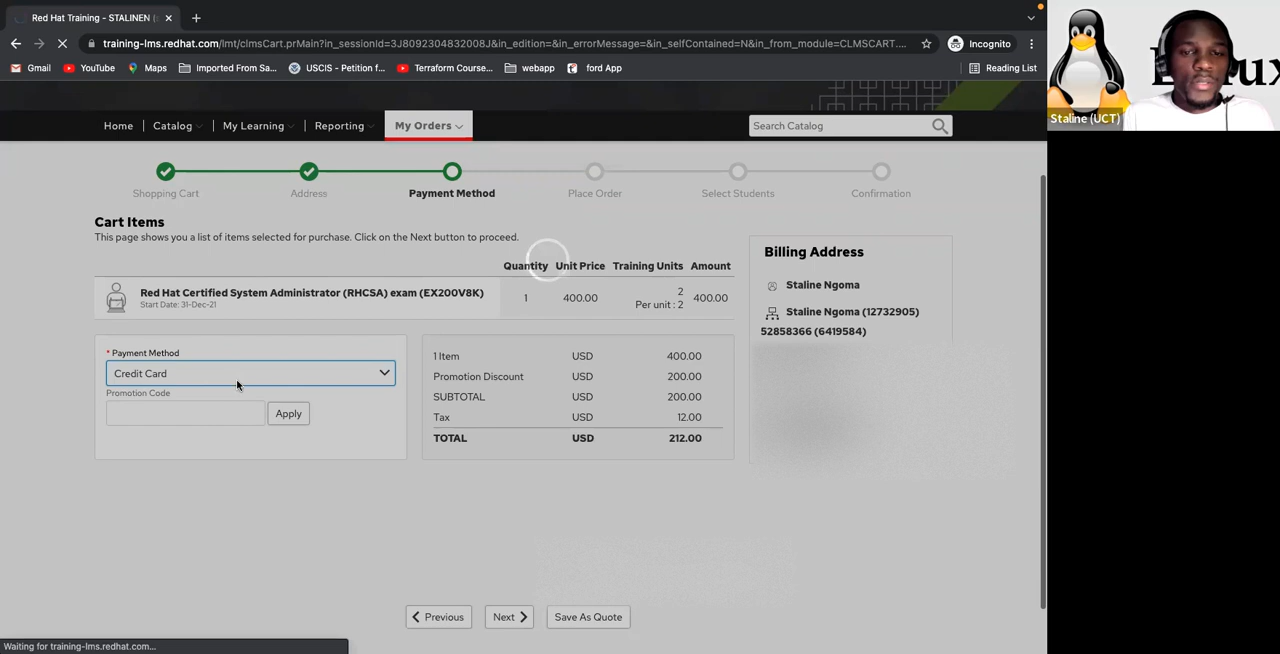 Red Hat Training - STALINEN (
training-lms.redhat.com/lmt/clmsCart.prMain?in_sessionId=3J8092304832008J&in_edition=&in_errorMessage=&in_selfContained=N&in_from_module=CLMSCART....
Incognito
Gmail
YouTube
Maps
Imported From Sa...
USCIS - Petition f...
Terraform Course...
webapp
ford App
Reading List
Staline (UCT)
Home
Catalog
My Learning
Reporting
My Orders
Search Catalog
Shopping Cart
Address
Payment Method
Place Order
Select Students
Confirmation
Cart Items
This page shows you a list of items selected for purchase. Click on the Next button to proceed.
Quantity Unit Price Training Units Amount
Red Hat Certified System Administrator (RHCSA) exam (EX200V8K)
Start Date: 31-Dec-21
1 400.00 2 400.00
Per unit : 2
Billing Address
Staline Ngoma
Staline Ngoma (12732905)
52858366 (6419584)
* Payment Method
Credit Card
Promotion Code
Apply
1 Item USD 400.00
Promotion Discount USD 200.00
SUBTOTAL USD 200.00
Tax USD 12.00
TOTAL USD 212.00
Previous
Next
Save As Quote
Waiting for training-lms.redhat.com...